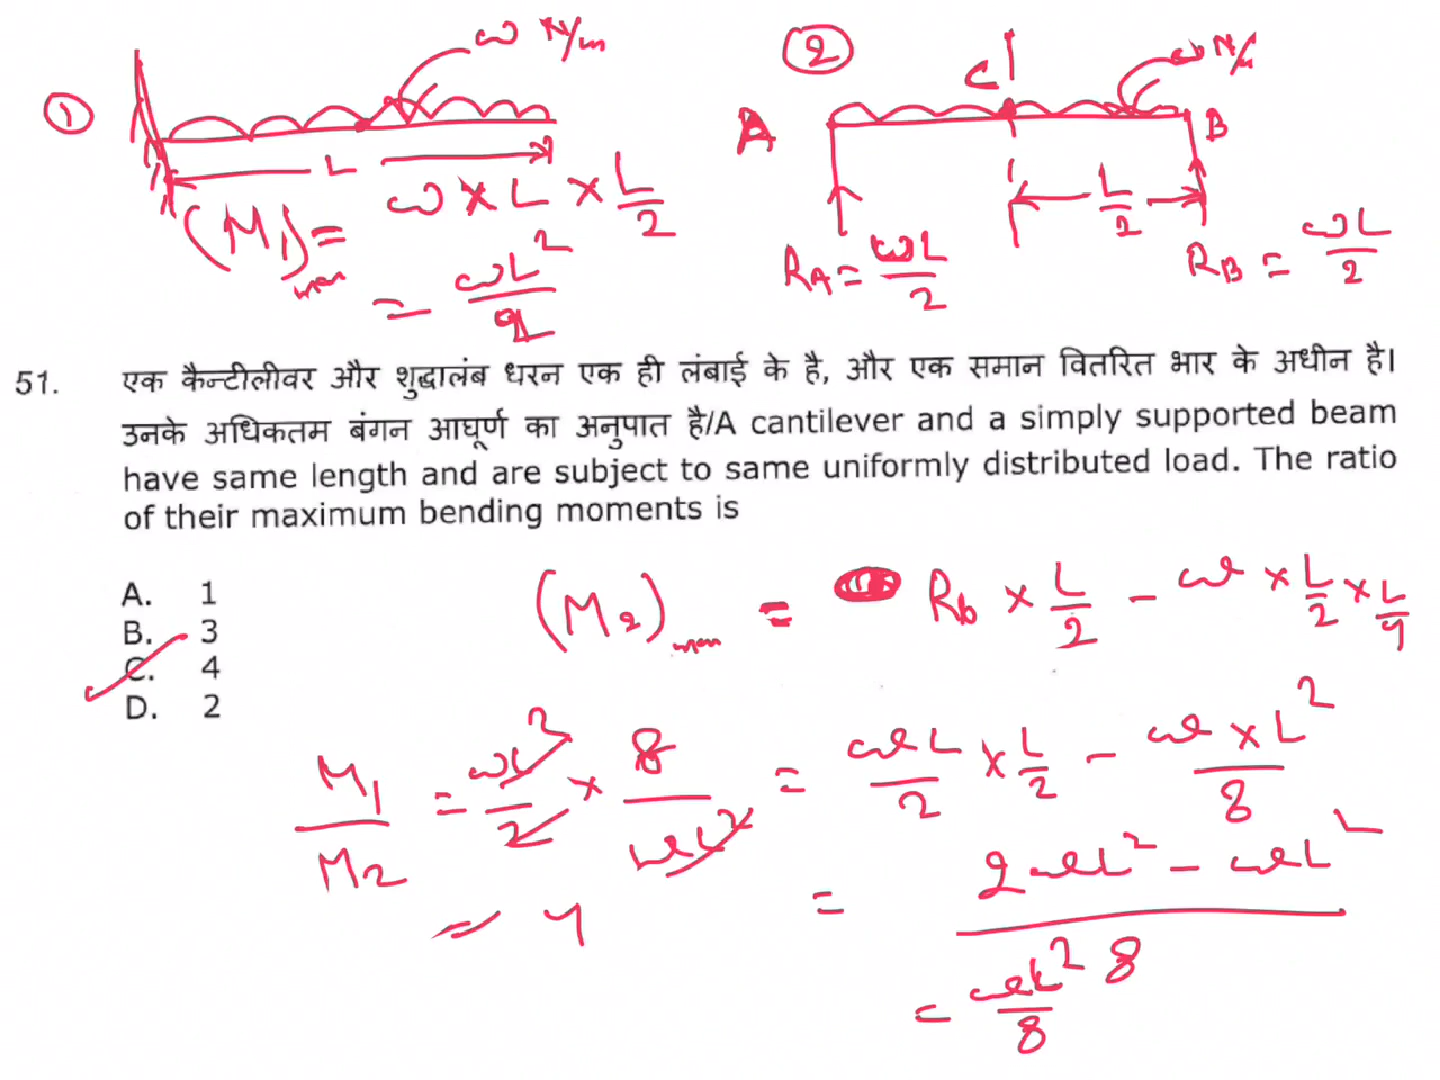 ① ω N/m
L
(M₁)max = ω × L × L/2
= ωL²/2
②
A C B ω N/m
L/2
RA = ωL/2
RB = ωL/2
51. एक कैन्टीलीवर और शुद्धालंब धरन एक ही लंबाई के है, और एक समान वितरित भार के अधीन है।
उनके अधिकतम बंगन आघूर्ण का अनुपात है/A cantilever and a simply supported beam
have same length and are subject to same uniformly distributed load. The ratio
of their maximum bending moments is
A. 1
B. 3
C. 4
D. 2
(M₂)max = Rb × L/2 − ω × L/2 × L/4
= ωL/2 × L/2 − ω × L²/8
= 2ωL² − ωL² / 8
= ωL²/8
M₁/M₂ = ωL²/2 × 8/ωL²
= 4